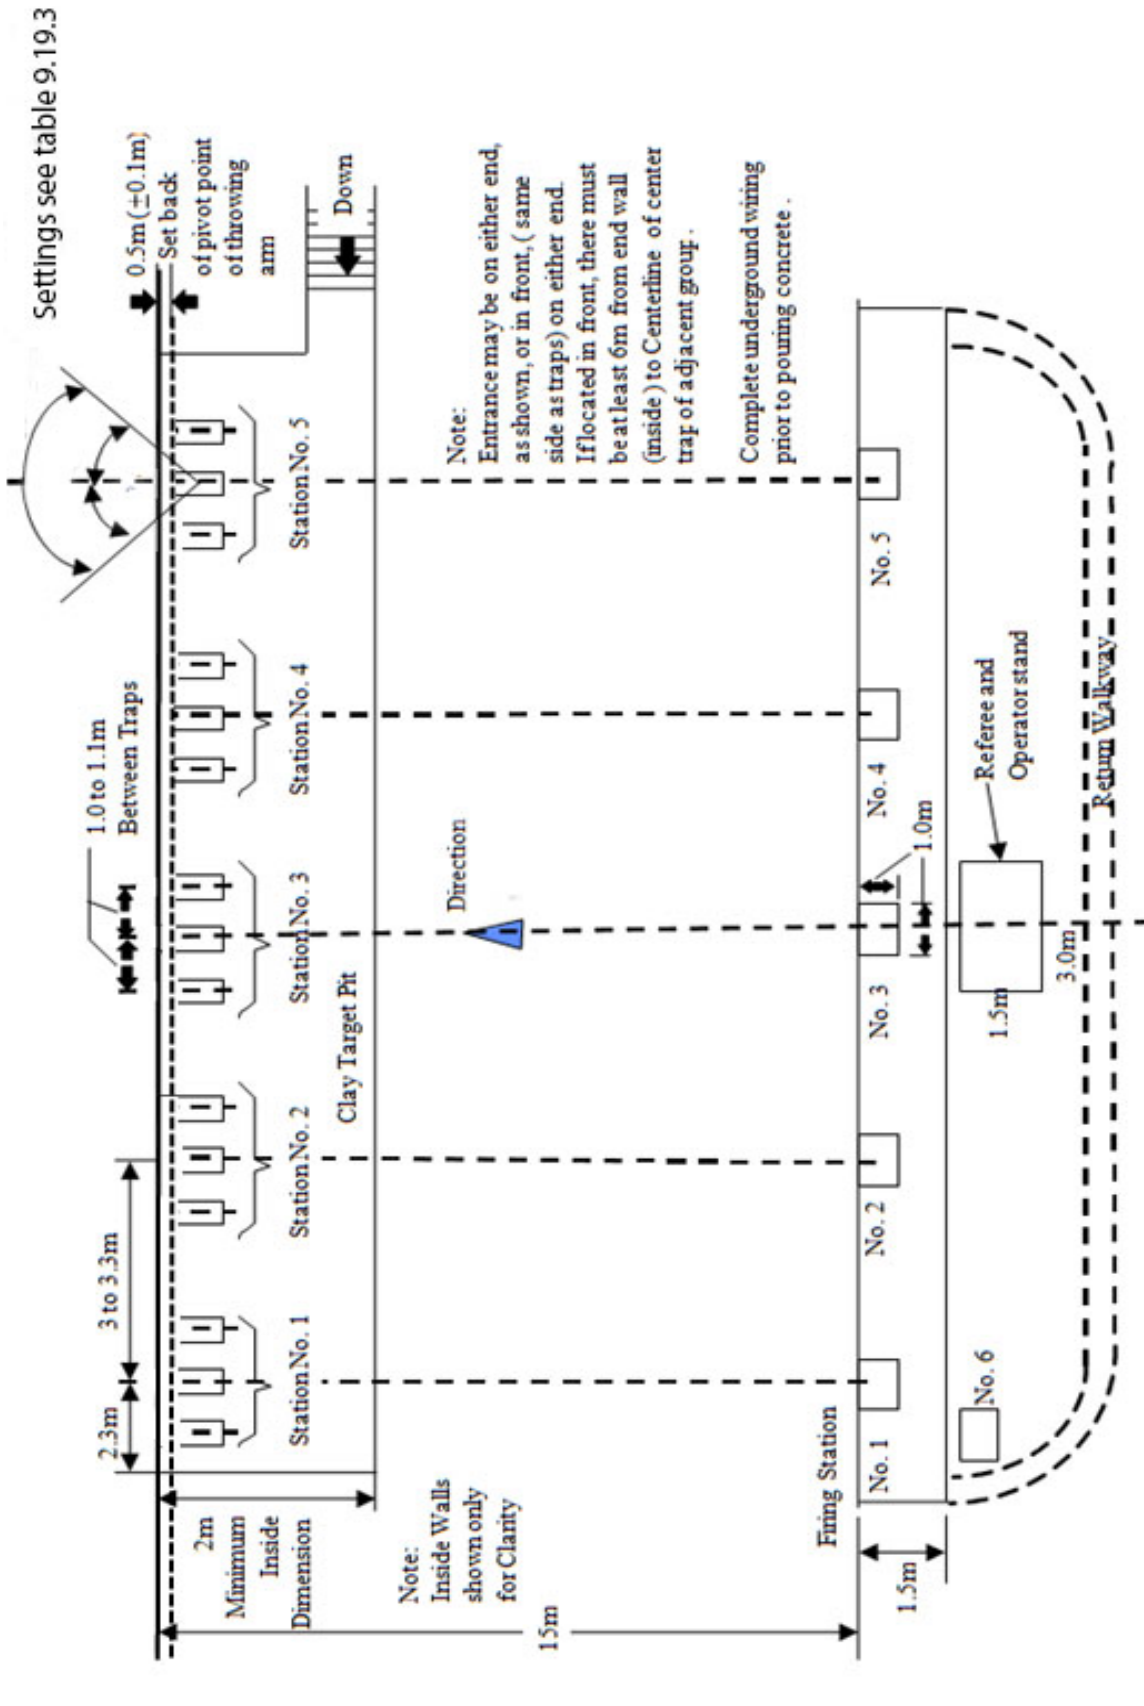 Settings see table 9.19.3
0.5m (±0.1m)
Set back
of pivot point
of throwing
arm
Down
1.0 to 1.1m
Between Traps
3 to 3.3m
2.3m
Station No. 1
Station No. 2
Station No. 3
Station No. 4
Station No. 5
2m
Minimum
Inside
Dimension
Clay Target Pit
Direction
Note:
Entrance may be on either end,
as shown, or in front, ( same
side as traps) on either end.
If located in front, there must
be at least 6m from end wall
(inside ) to Centerline of center
trap of adjacent group .
Complete underground wiring
prior to pouring concrete .
Note:
Inside Walls
shown only
for Clarity
15m
Firing Station
No. 1
No. 2
No. 3
No. 4
No. 5
1.0m
1.5m
No. 6
1.5m
3.0m
Referee and
Operator stand
Return Walkway